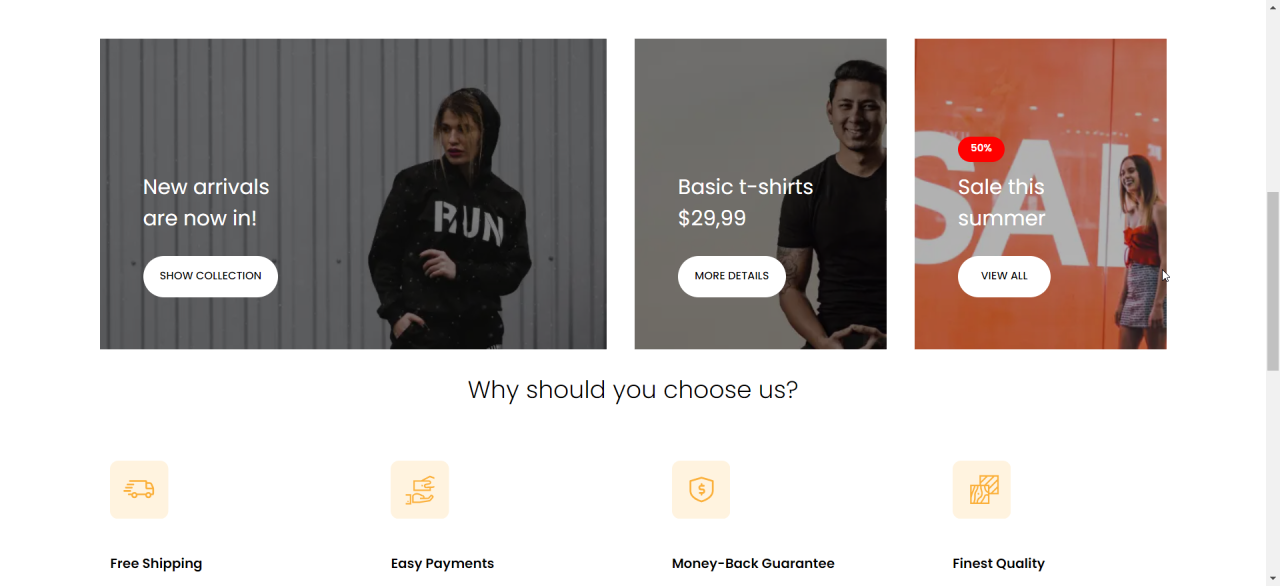 New arrivals
are now in!
SHOW COLLECTION
RUN
Basic t-shirts
$29,99
MORE DETAILS
SAL
50%
Sale this
summer
VIEW ALL
Why should you choose us?
Free Shipping
Easy Payments
Money-Back Guarantee
Finest Quality